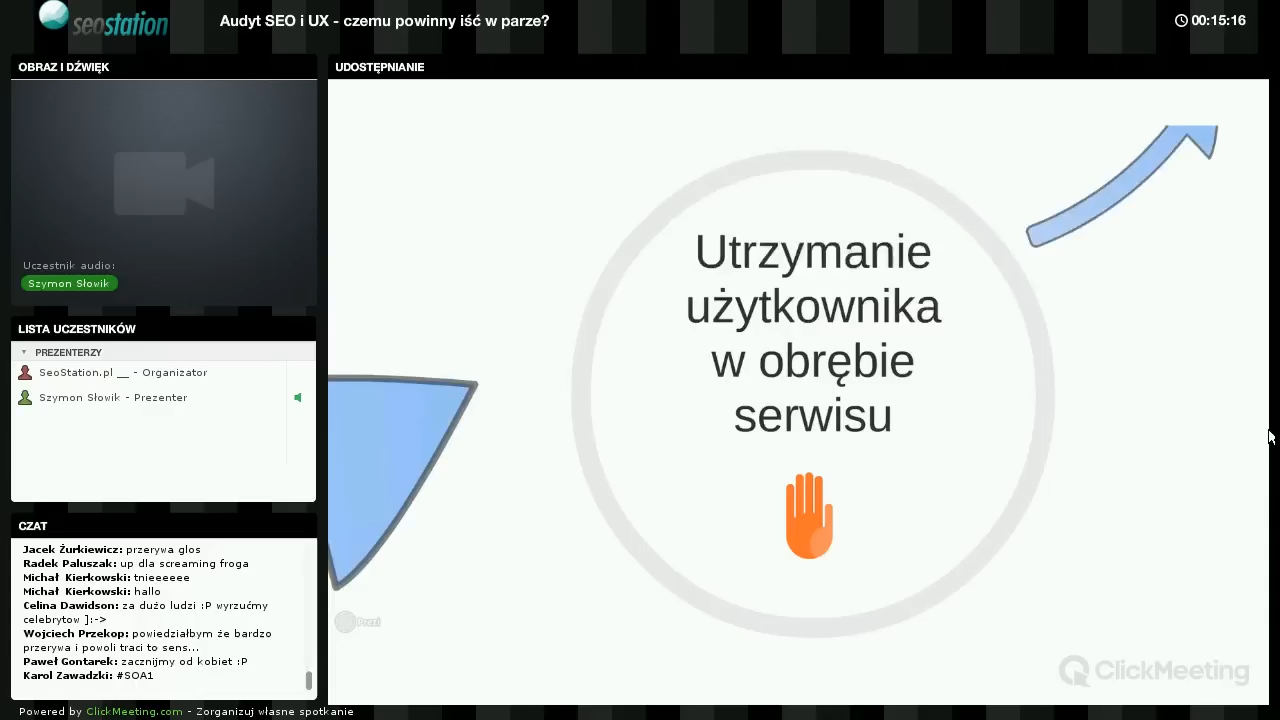 seostation
Audyt SEO i UX - czemu powinny iść w parze?
00:15:16
OBRAZ I DŹWIĘK
Uczestnik audio:
Szymon Słowik
LISTA UCZESTNIKÓW
PREZENTERZY
SeoStation.pl __ - Organizator
Szymon Słowik - Prezenter
CZAT
Jacek Żurkiewicz: przerywa glos
Radek Paluszak: up dla screaming froga
Michał Kierkowski: tnieeeeee
Michał Kierkowski: hallo
Celina Dawidson: za dużo ludzi :P wyrzućmy
celebrytow ]:->
Wojciech Przekop: powiedziałbym że bardzo
przerywa i powoli traci to sens...
Paweł Gontarek: zacznijmy od kobiet :P
Karol Zawadzki: #SOA1
Powered by ClickMeeting.com - Zorganizuj własne spotkanie
UDOSTĘPNIANIE
Utrzymanie
użytkownika
w obrębie
serwisu
Prezi
ClickMeeting